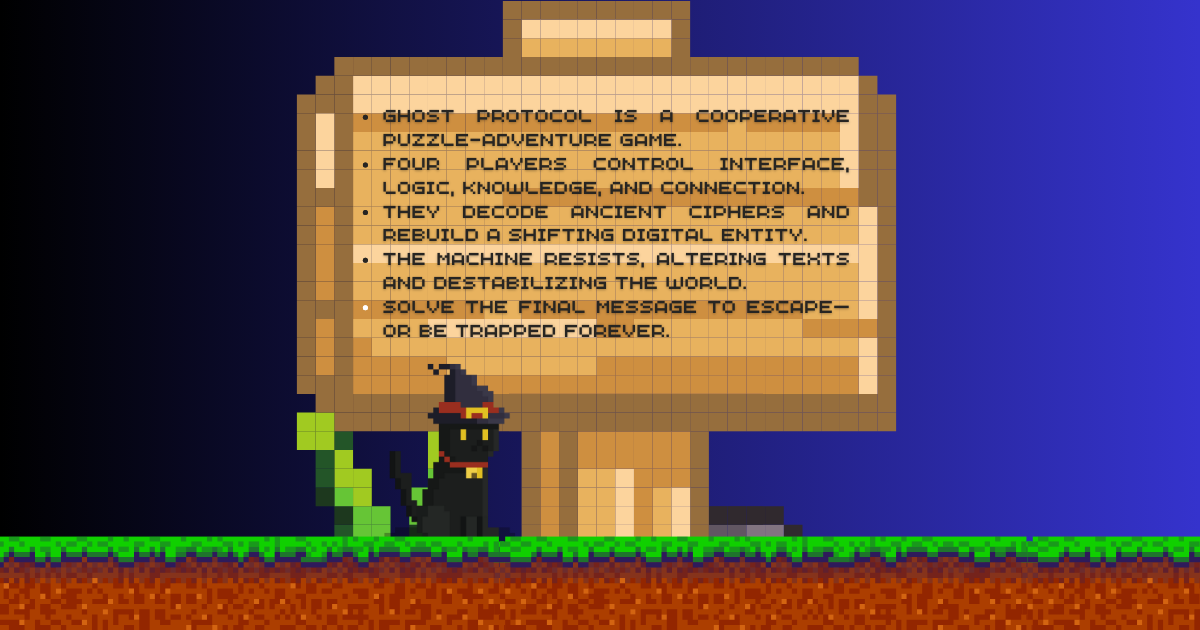 • GHOST PROTOCOL IS A COOPERATIVE
PUZZLE-ADVENTURE GAME.
• FOUR PLAYERS CONTROL INTERFACE,
LOGIC, KNOWLEDGE, AND CONNECTION.
• THEY DECODE ANCIENT CIPHERS AND
REBUILD A SHIFTING DIGITAL ENTITY.
• THE MACHINE RESISTS, ALTERING TEXTS
AND DESTABILIZING THE WORLD.
• SOLVE THE FINAL MESSAGE TO ESCAPE—
OR BE TRAPPED FOREVER.